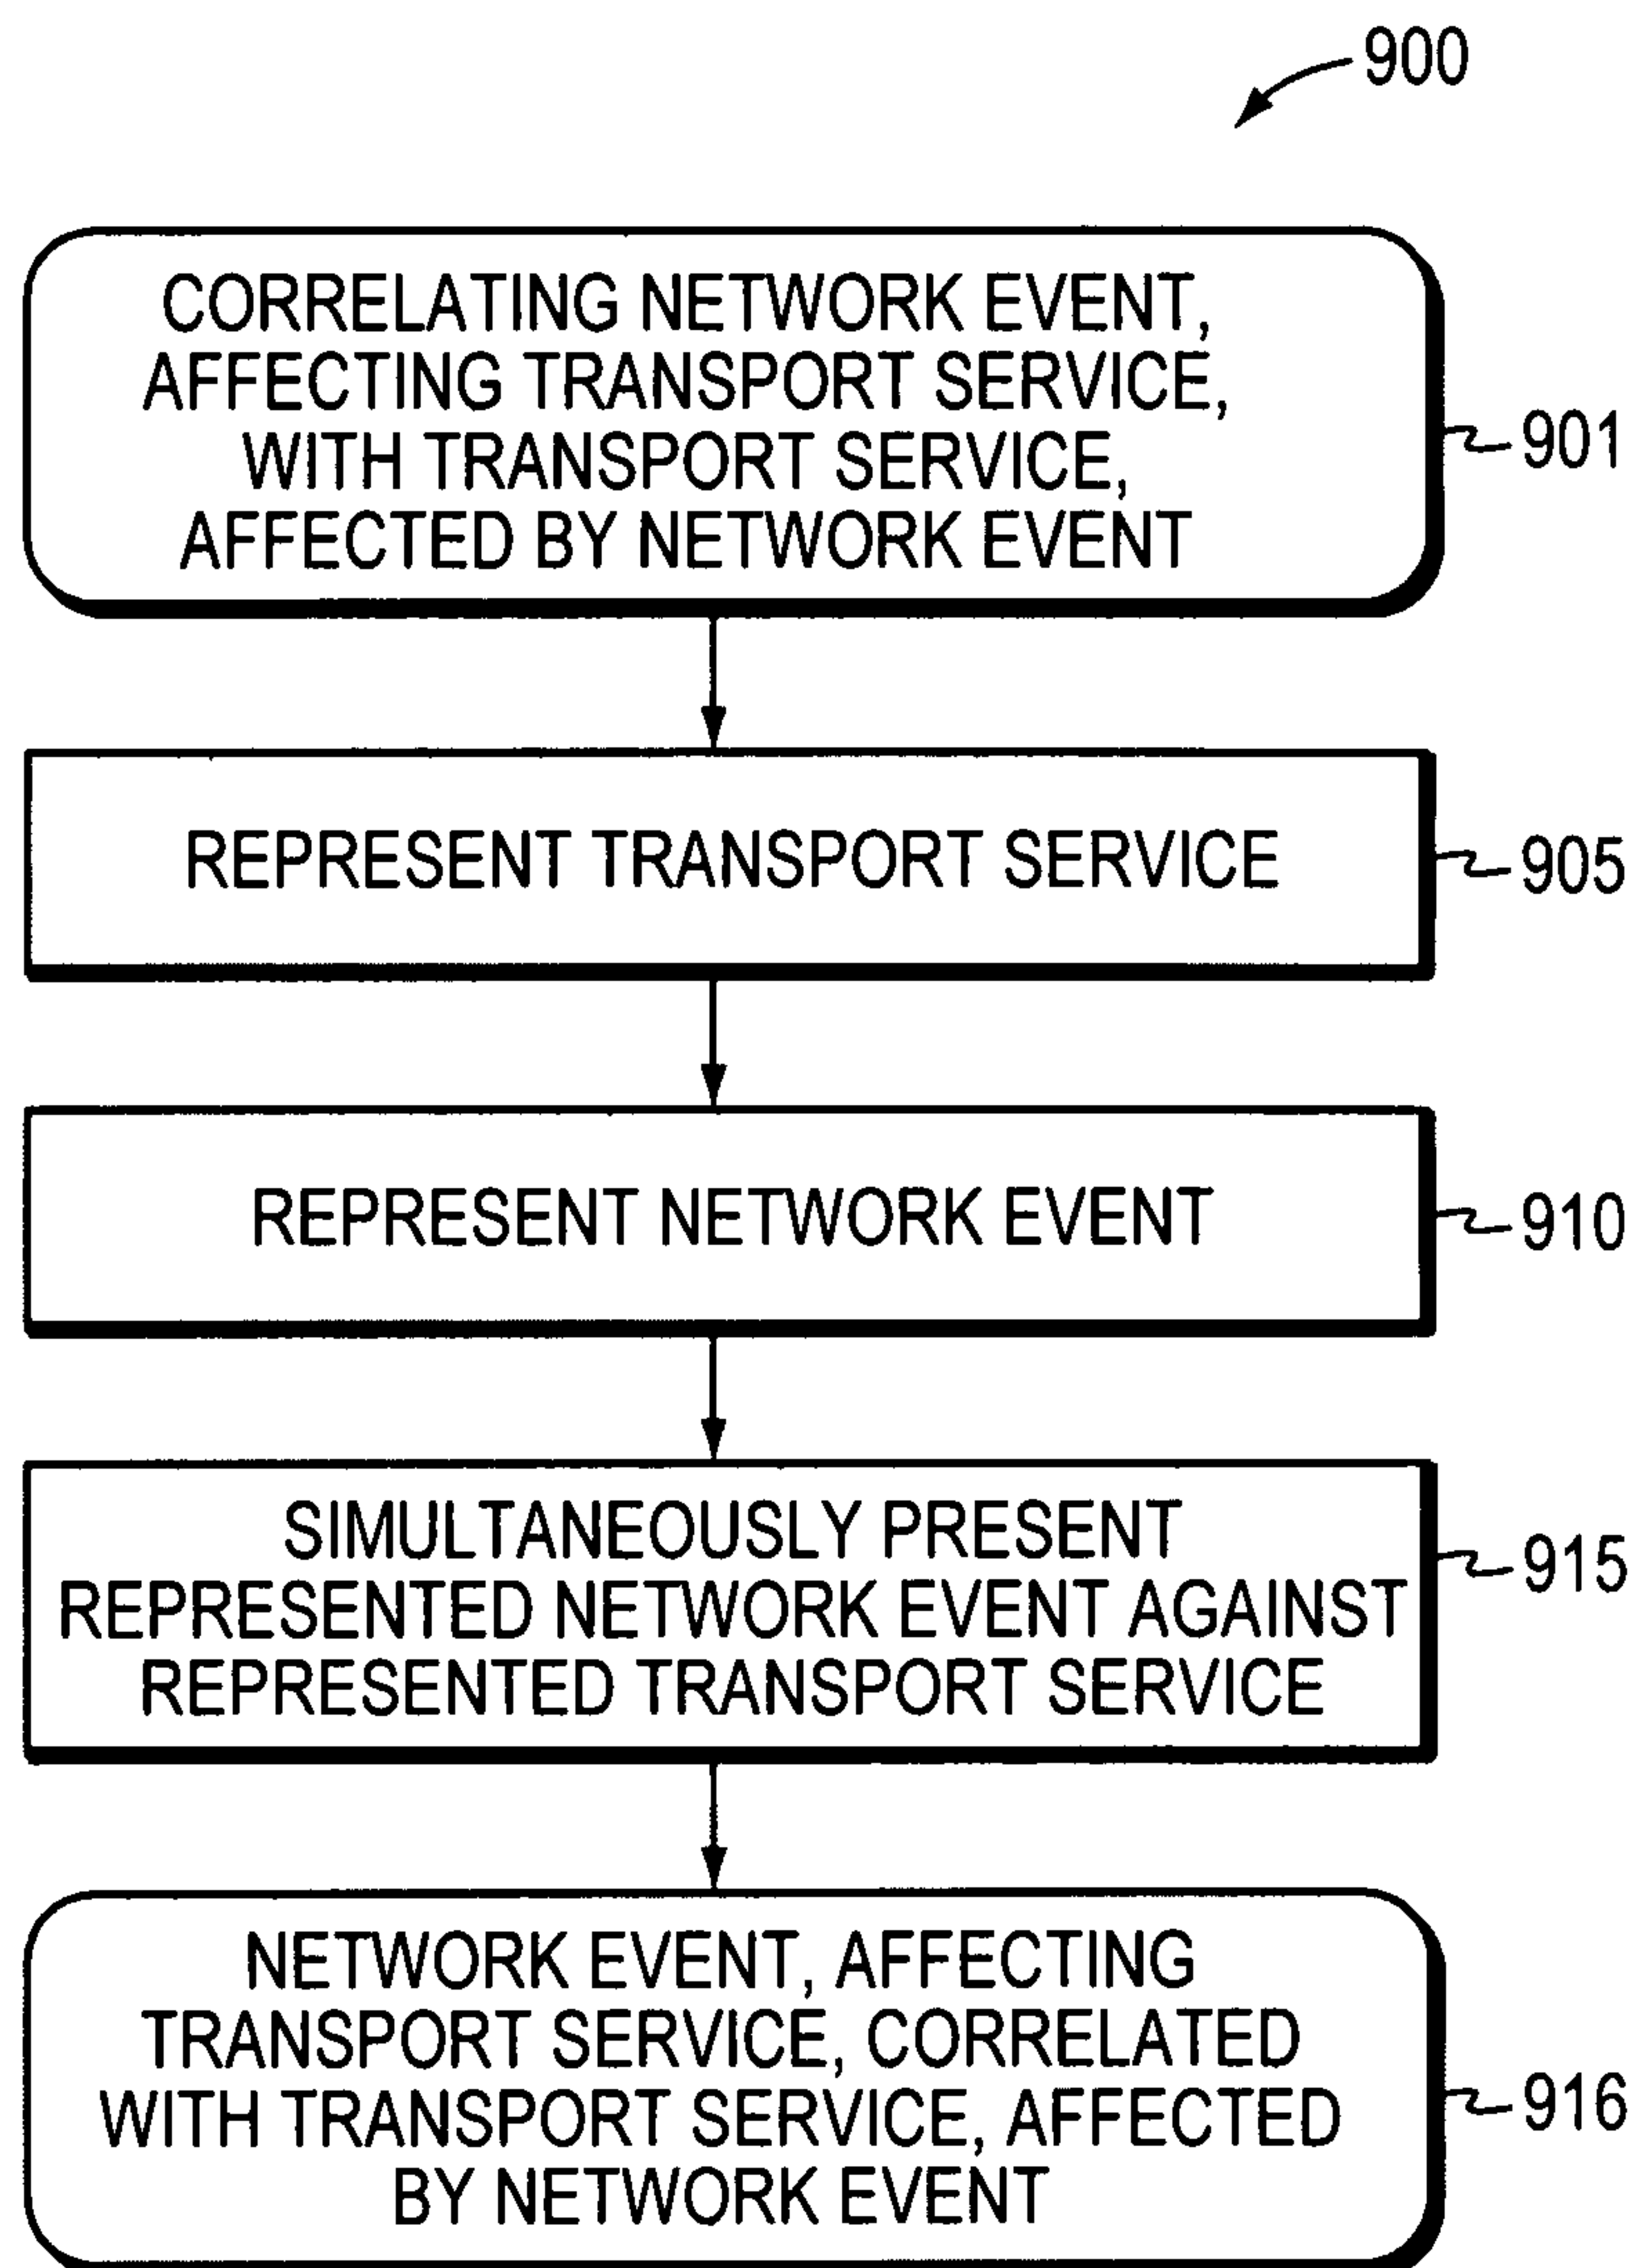 900
CORRELATING NETWORK EVENT,
AFFECTING TRANSPORT SERVICE,
WITH TRANSPORT SERVICE,
AFFECTED BY NETWORK EVENT
901
REPRESENT TRANSPORT SERVICE
905
REPRESENT NETWORK EVENT
910
SIMULTANEOUSLY PRESENT
REPRESENTED NETWORK EVENT AGAINST
REPRESENTED TRANSPORT SERVICE
915
NETWORK EVENT, AFFECTING
TRANSPORT SERVICE, CORRELATED
WITH TRANSPORT SERVICE, AFFECTED
BY NETWORK EVENT
916